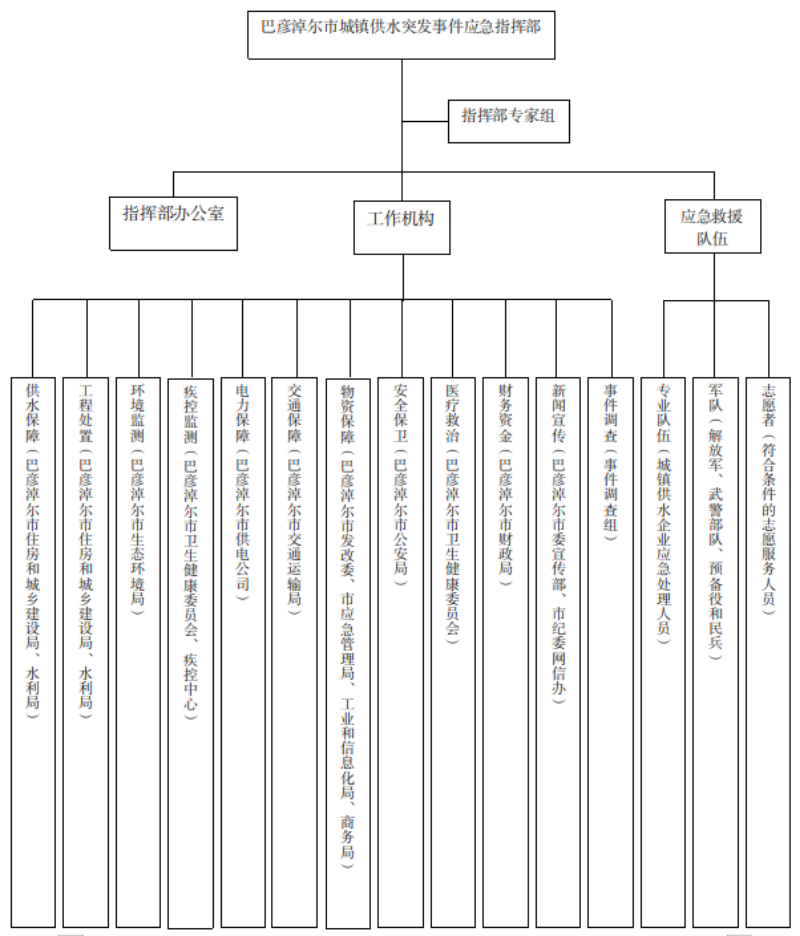 巴彦淖尔市城镇供水突发事件应急指挥部
指挥部专家组
指挥部办公室
工作机构
应急救援
队伍
供水保障（巴彦淖尔市住房和城乡建设局、水利局）
工程处置（巴彦淖尔市住房和城乡建设局、水利局）
环境监测（巴彦淖尔市生态环境局）
疾控监测（巴彦淖尔市卫生健康委员会、疾控中心）
电力保障（巴彦淖尔市供电公司）
交通保障（巴彦淖尔市交通运输局）
物资保障（巴彦淖尔市发改委、市应急管理局、工业和信息化局、商务局）
安全保卫（巴彦淖尔市公安局）
医疗救治（巴彦淖尔市卫生健康委员会）
财务资金（巴彦淖尔市财政局）
新闻宣传（巴彦淖尔市委宣传部、市纪委网信办）
事件调查（事件调查组）
专业队伍（城镇供水企业应急处理人员）
军队（解放军、武警部队、预备役和民兵）
志愿者（符合条件的志愿服务人员）